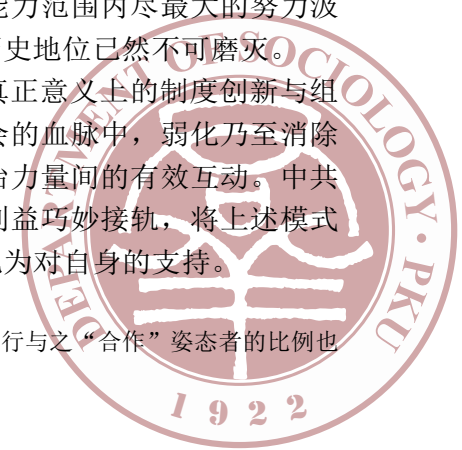 能力范围内尽最大的努力汲
史地位已然不可磨灭。
真正意义上的制度创新与组
会的血脉中，弱化乃至消除
治力量间的有效互动。中共
利益巧妙接轨，将上述模式
为对自身的支持。
行与之“合作”姿态者的比例也
DEPARTMENT OF SOCIOLOGY · PKU
1922